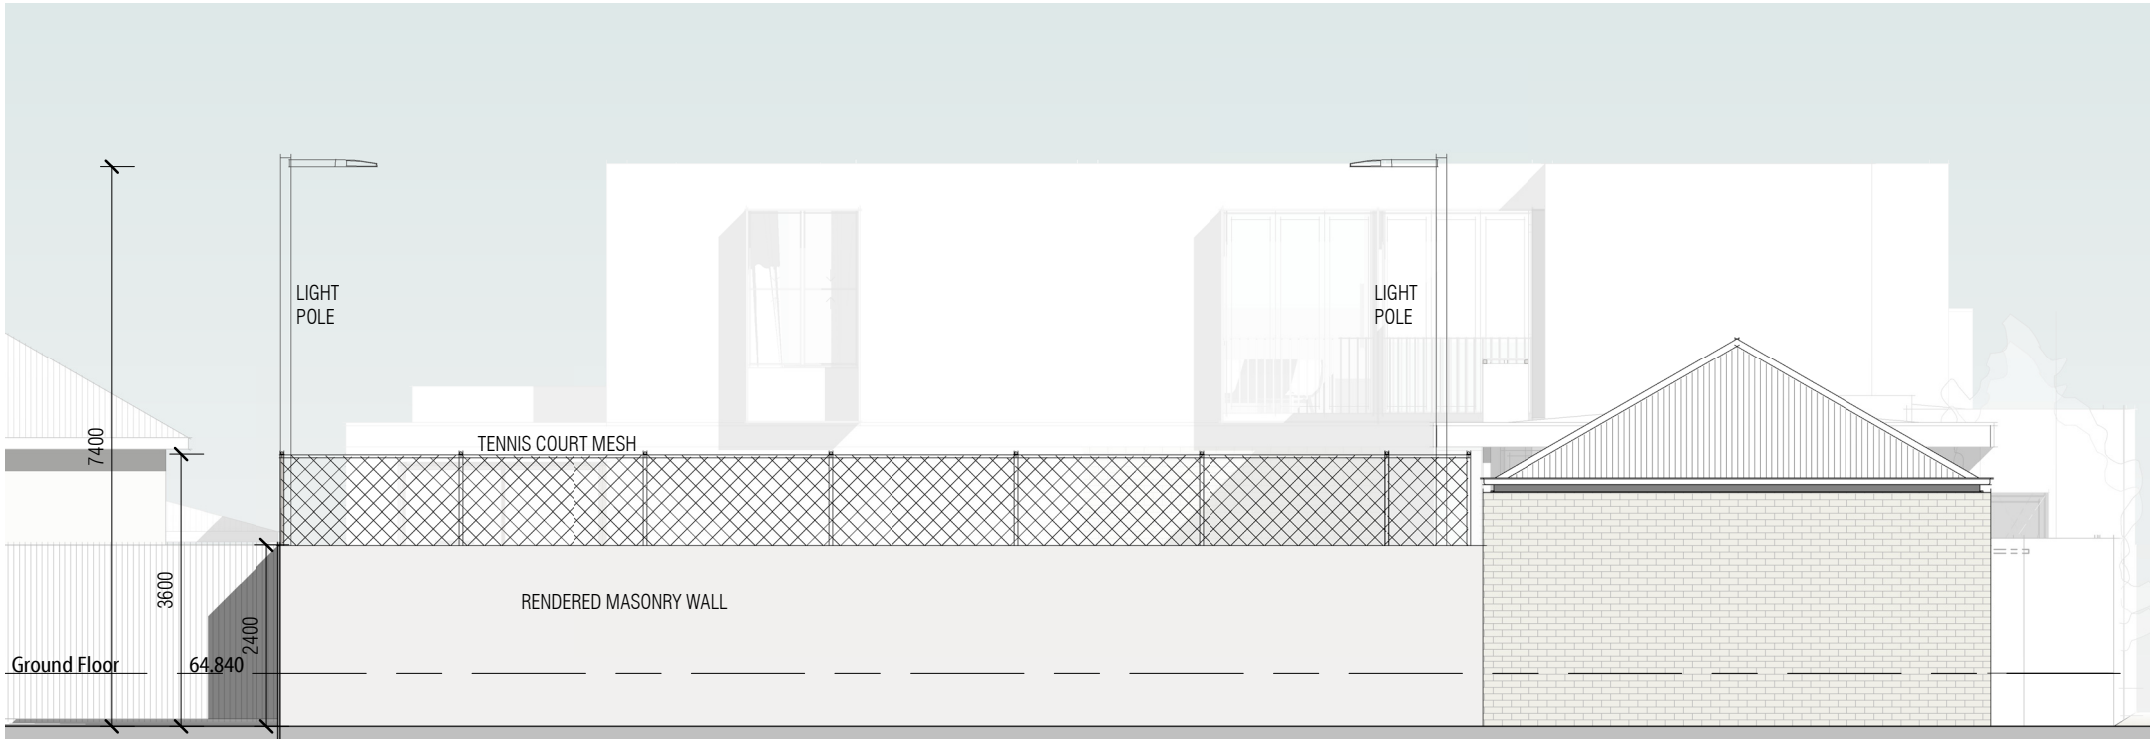 LIGHT
POLE
LIGHT
POLE
7400
TENNIS COURT MESH
3600
RENDERED MASONRY WALL
2400
Ground Floor 64.840